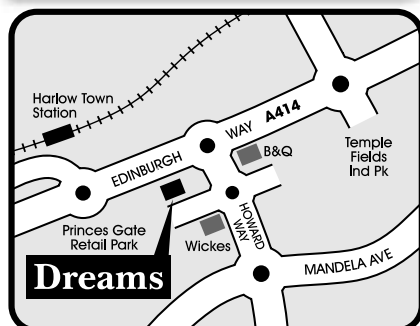 Harlow Town
Station
EDINBURGH WAY A414
B&Q
Temple
Fields
Ind Pk
Princes Gate
Retail Park
Wickes
HOWARD
WAY
Dreams
MANDELA AVE